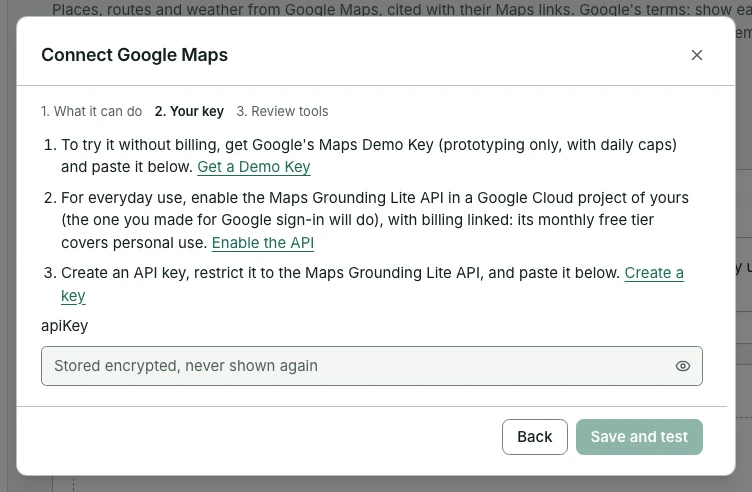 Places, routes and weather from Google Maps, cited with their Maps links. Google's terms: show ea
em
Connect Google Maps
1. What it can do 2. Your key 3. Review tools
1. To try it without billing, get Google's Maps Demo Key (prototyping only, with daily caps)
and paste it below. Get a Demo Key
2. For everyday use, enable the Maps Grounding Lite API in a Google Cloud project of yours
(the one you made for Google sign-in will do), with billing linked: its monthly free tier
covers personal use. Enable the API
y u
3. Create an API key, restrict it to the Maps Grounding Lite API, and paste it below. Create a
key
apiKey
Stored encrypted, never shown again
Back Save and test